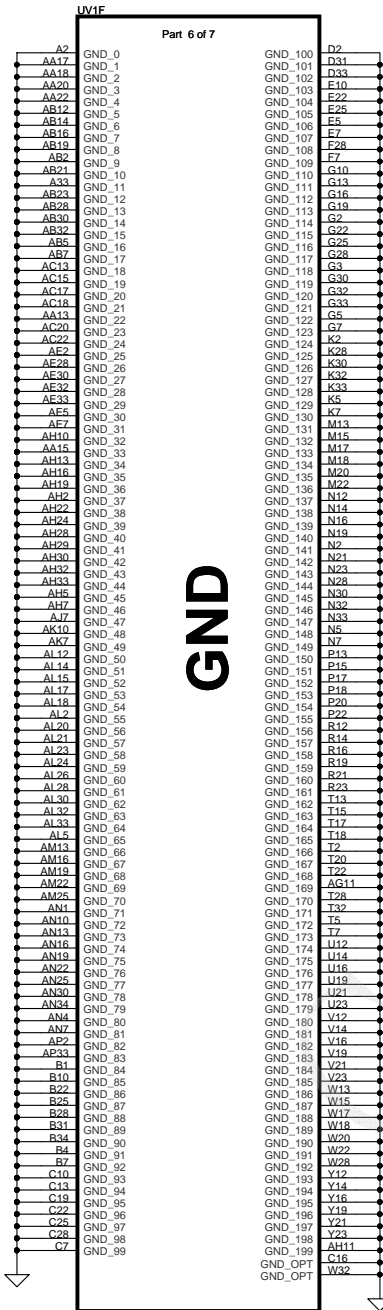 UV1F
Part 6 of 7
A2 GND_0 GND_100 D2
AA17 GND_1 GND_101 D31
AA18 GND_2 GND_102 D33
AA20 GND_3 GND_103 E10
AA22 GND_4 GND_104 E22
AB12 GND_5 GND_105 E25
AB14 GND_6 GND_106 E5
AB16 GND_7 GND_107 E7
AB19 GND_8 GND_108 F28
AB2 GND_9 GND_109 F7
AB21 GND_10 GND_110 G10
A33 GND_11 GND_111 G13
AB23 GND_12 GND_112 G16
AB28 GND_13 GND_113 G19
AB30 GND_14 GND_114 G2
AB32 GND_15 GND_115 G22
AB5 GND_16 GND_116 G25
AB7 GND_17 GND_117 G28
AC13 GND_18 GND_118 G3
AC15 GND_19 GND_119 G30
AC17 GND_20 GND_120 G32
AC18 GND_21 GND_121 G33
AA13 GND_22 GND_122 G5
AC20 GND_23 GND_123 G7
AC22 GND_24 GND_124 K2
AE2 GND_25 GND_125 K28
AE28 GND_26 GND_126 K30
AE30 GND_27 GND_127 K32
AE32 GND_28 GND_128 K33
AE33 GND_29 GND_129 K5
AE5 GND_30 GND_130 K7
AE7 GND_31 GND_131 M13
AH10 GND_32 GND_132 M15
AA15 GND_33 GND_133 M17
AH13 GND_34 GND_134 M18
AH16 GND_35 GND_135 M20
AH19 GND_36 GND_136 M22
AH2 GND_37 GND_137 N12
AH22 GND_38 GND_138 N14
AH24 GND_39 GND_139 N16
AH28 GND_40 GND_140 N19
AH29 GND_41 GND_141 N2
AH30 GND_42 GND_142 N21
AH32 GND_43 GND_143 N23
AH33 GND_44 GND_144 N28
AH5 GND_45 GND_145 N30
AH7 GND_46 GND_146 N32
AJ7 GND_47 GND_147 N33
AK10 GND_48 GND_148 N5
AK7 GND_49 GND_149 N7
AL12 GND_50 GND_150 P13
AL14 GND_51 GND_151 P15
AL15 GND_52 GND_152 P17
AL17 GND_53 GND_153 P18
AL18 GND_54 GND_154 P20
AL2 GND_55 GND_155 P22
AL20 GND_56 GND_156 R12
AL21 GND_57 GND_157 R14
AL23 GND_58 GND_158 R16
AL24 GND_59 GND_159 R19
AL26 GND_60 GND_160 R21
AL28 GND_61 GND_161 R23
AL30 GND_62 GND_162 T13
AL32 GND_63 GND_163 T15
AL33 GND_64 GND_164 T17
AL5 GND_65 GND_165 T18
AM13 GND_66 GND_166 T2
AM16 GND_67 GND_167 T20
AM19 GND_68 GND_168 T22
AM22 GND_69 GND_169 AG11
AM25 GND_70 GND_170 T28
AN1 GND_71 GND_171 T32
AN10 GND_72 GND_172 T5
AN13 GND_73 GND_173 T7
AN16 GND_74 GND_174 U12
AN19 GND_75 GND_175 U14
AN22 GND_76 GND_176 U16
AN25 GND_77 GND_177 U19
AN30 GND_78 GND_178 U21
AN34 GND_79 GND_179 U23
AN4 GND_80 GND_180 V12
AN7 GND_81 GND_181 V14
AP2 GND_82 GND_182 V16
AP33 GND_83 GND_183 V19
B1 GND_84 GND_184 V21
B10 GND_85 GND_185 V23
B22 GND_86 GND_186 W13
B25 GND_87 GND_187 W15
B28 GND_88 GND_188 W17
B31 GND_89 GND_189 W18
B34 GND_90 GND_190 W20
B4 GND_91 GND_191 W22
B7 GND_92 GND_192 W28
C10 GND_93 GND_193 Y12
C13 GND_94 GND_194 Y14
C19 GND_95 GND_195 Y16
C22 GND_96 GND_196 Y19
C25 GND_97 GND_197 Y21
C28 GND_98 GND_198 Y23
C7 GND_99 GND_199 AH11
GND_OPT C16
GND_OPT W32
GND